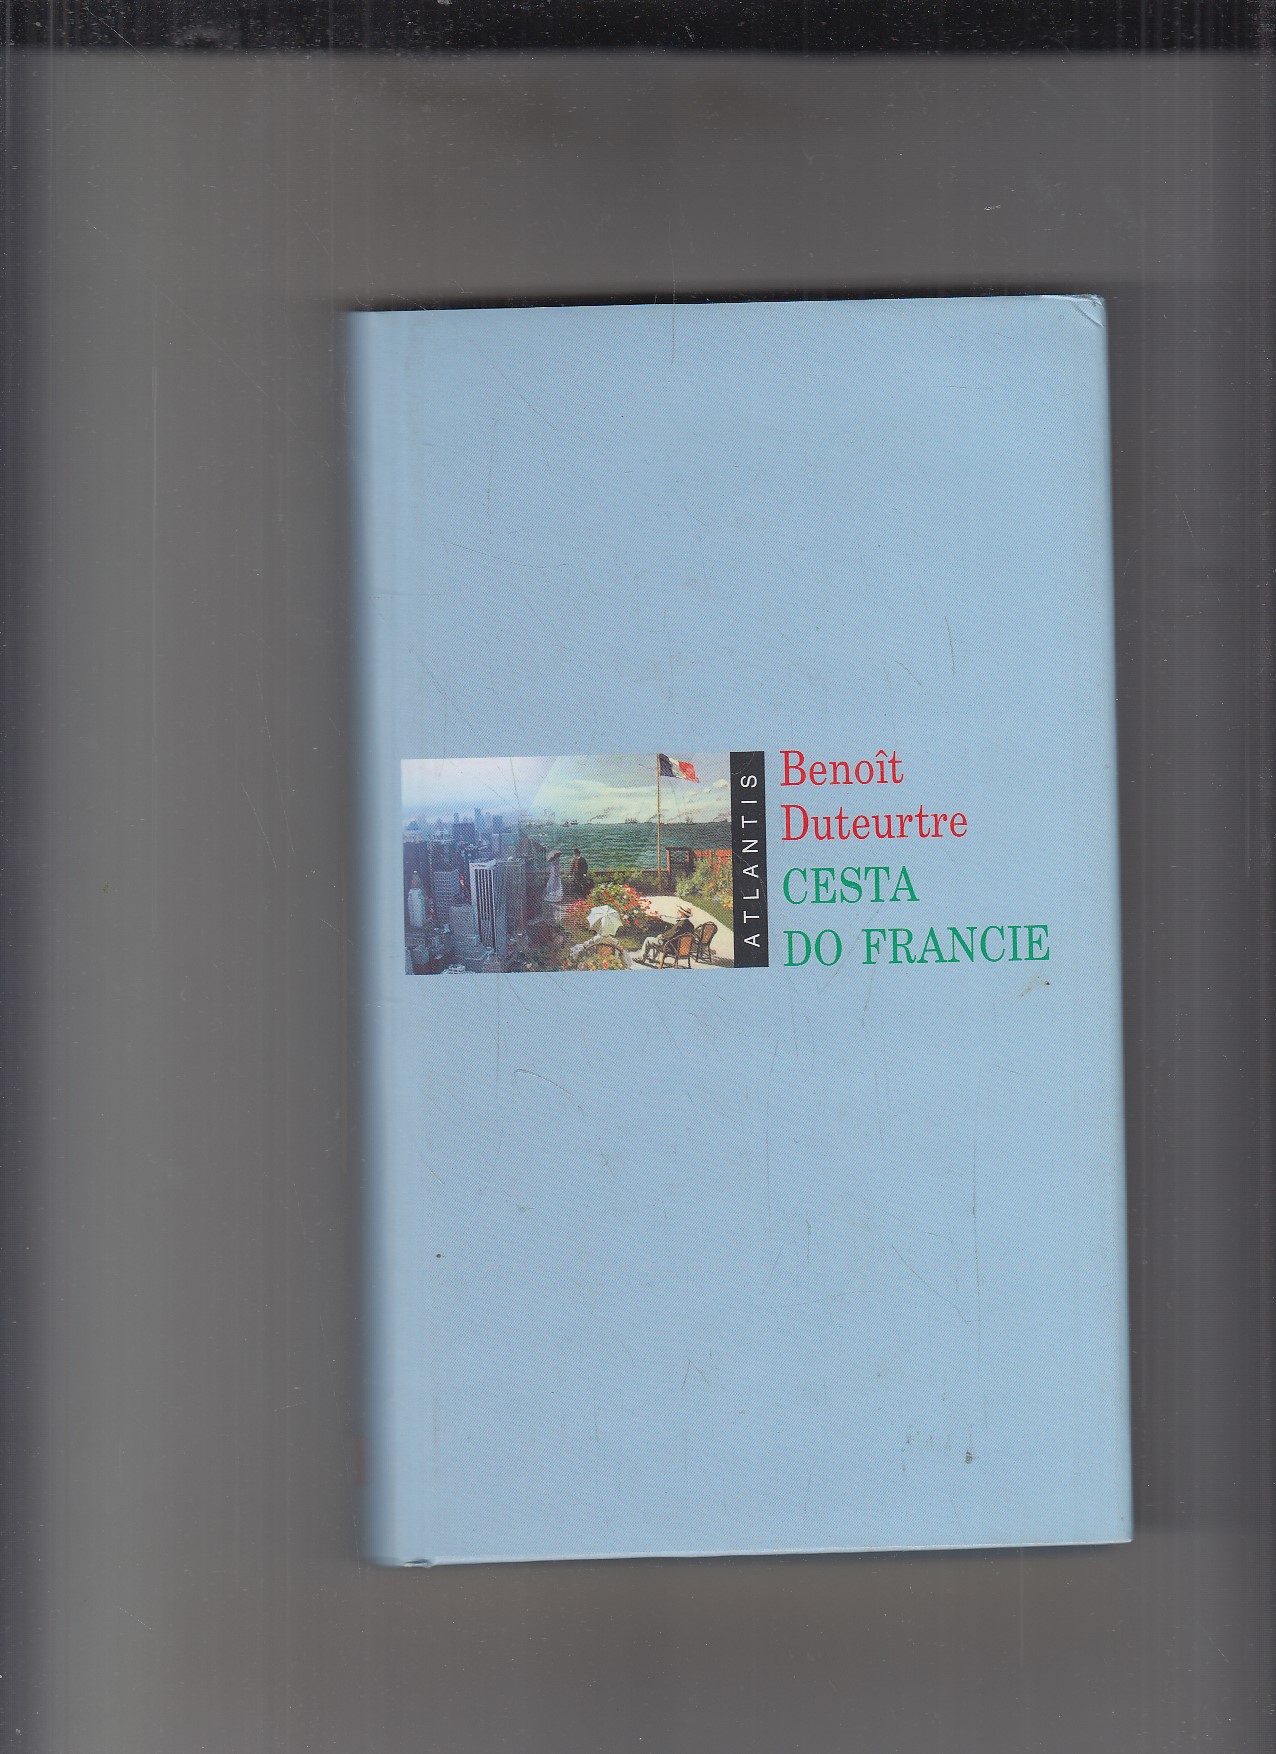 ATLANTIS
Benoît
Duteurtre
CESTA
DO FRANCIE